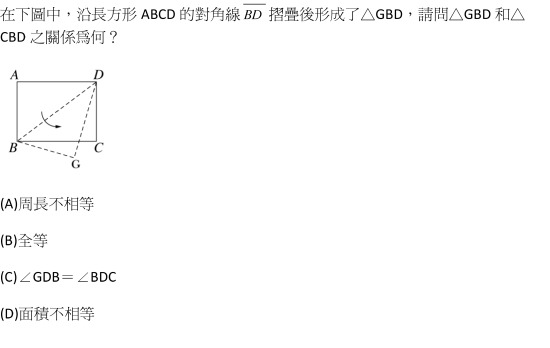 在下圖中，沿長方形 ABCD 的對角線 BD 摺疊後形成了△GBD，請問△GBD 和△
CBD 之關係爲何？
A D
B C
G
(A)周長不相等
(B)全等
(C)∠GDB＝∠BDC
(D)面積不相等